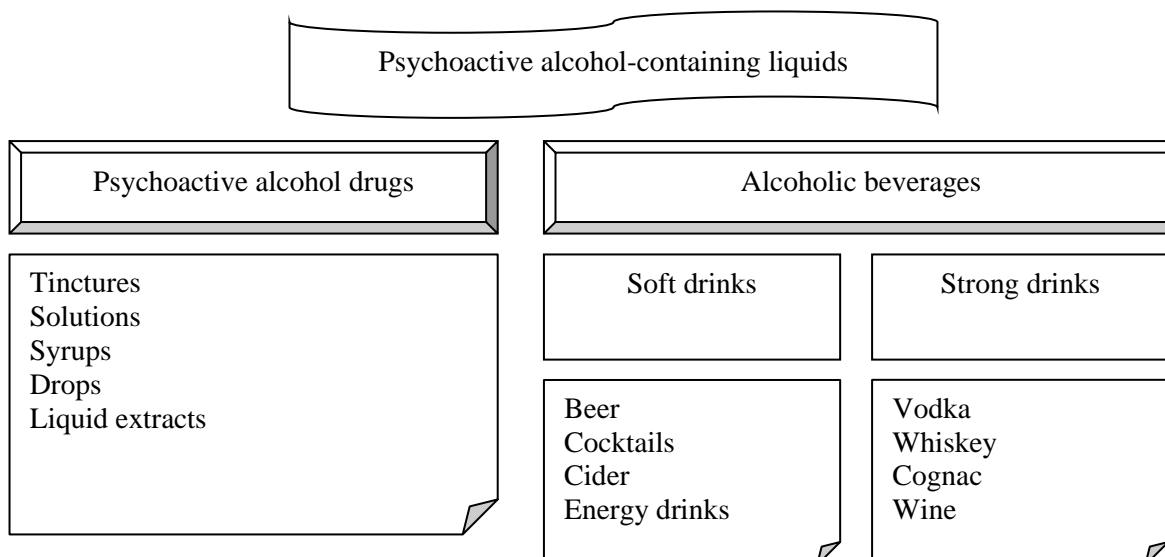 Psychoactive alcohol-containing liquids
Psychoactive alcohol drugs
Alcoholic beverages
Tinctures
Solutions
Syrups
Drops
Liquid extracts
Soft drinks
Strong drinks
Beer
Cocktails
Cider
Energy drinks
Vodka
Whiskey
Cognac
Wine